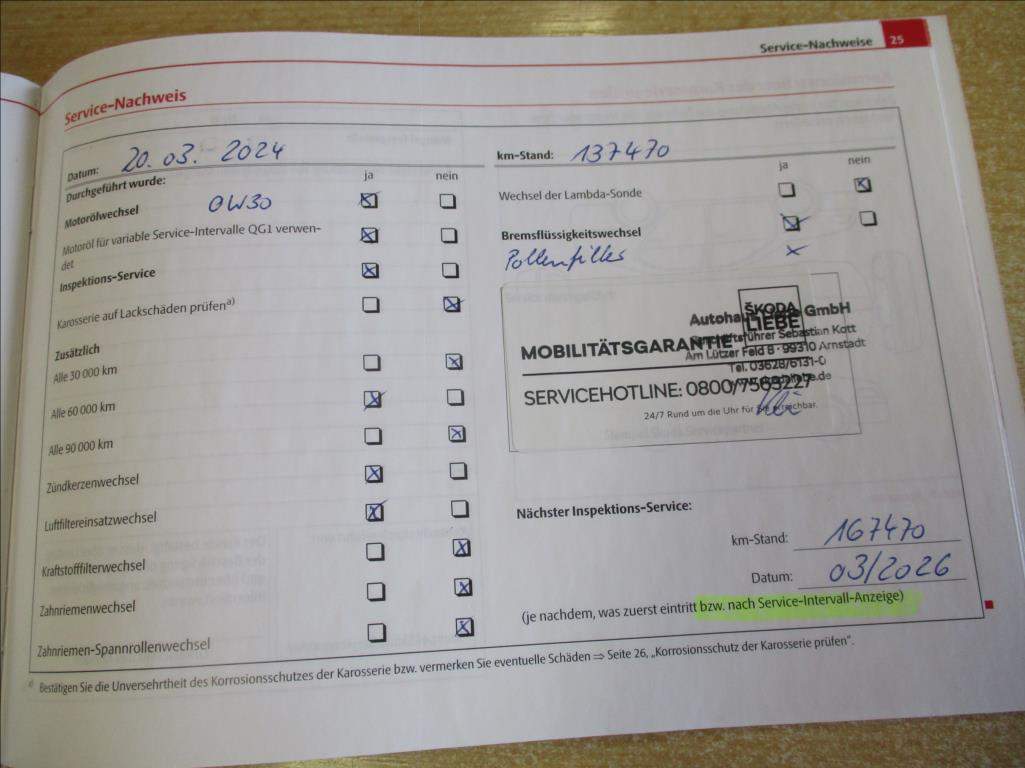 Service-Nachweise 25
Service-Nachweis
Datum: 20.03. 2024
Durchgeführt wurde: ja nein
Motorölwechsel 0W30
Motoröl für variable Service-Intervalle QG1 verwen-
det
Inspektions-Service
Karosserie auf Lackschäden prüfen a)
Zusätzlich
Alle 30 000 km
Alle 60 000 km
Alle 90 000 km
Zündkerzenwechsel
Luftfiltereinsatzwechsel
Kraftstofffilterwechsel
Zahnriemenwechsel
Zahnriemen-Spannrollenwechsel
km-Stand: 137470
ja nein
Wechsel der Lambda-Sonde
Bremsflüssigkeitswechsel
Pollenfilter
ŠKODA
LIEBE
Autohaus GmbH
MOBILITÄTSGARANTIE
Geschäftsführer Sebastian Kott
Am Lützer Feld 8 · 99310 Arnstadt
Tel. 03628/6131-0
SERVICEHOTLINE: 0800/7563227
24/7 Rund um die Uhr für Sie erreichbar.
Nächster Inspektions-Service:
km-Stand: 167470
Datum: 03/2026
(je nachdem, was zuerst eintritt bzw. nach Service-Intervall-Anzeige)
a) Bestätigen Sie die Unversehrtheit des Korrosionsschutzes der Karosserie bzw. vermerken Sie eventuelle Schäden ⇒ Seite 26, „Korrosionsschutz der Karosserie prüfen“.